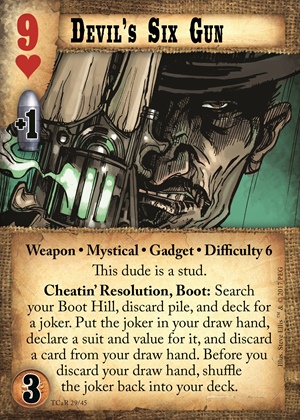 9
DEVIL'S SIX GUN
+1
Weapon • Mystical • Gadget • Difficulty 6
This dude is a stud.
Cheatin' Resolution, Boot: Search
your Boot Hill, discard pile, and deck for
a joker. Put the joker in your draw hand,
declare a suit and value for it, and discard
a card from your draw hand. Before you
discard your draw hand, shuffle
the joker back into your deck.
3
TCaR 29/45